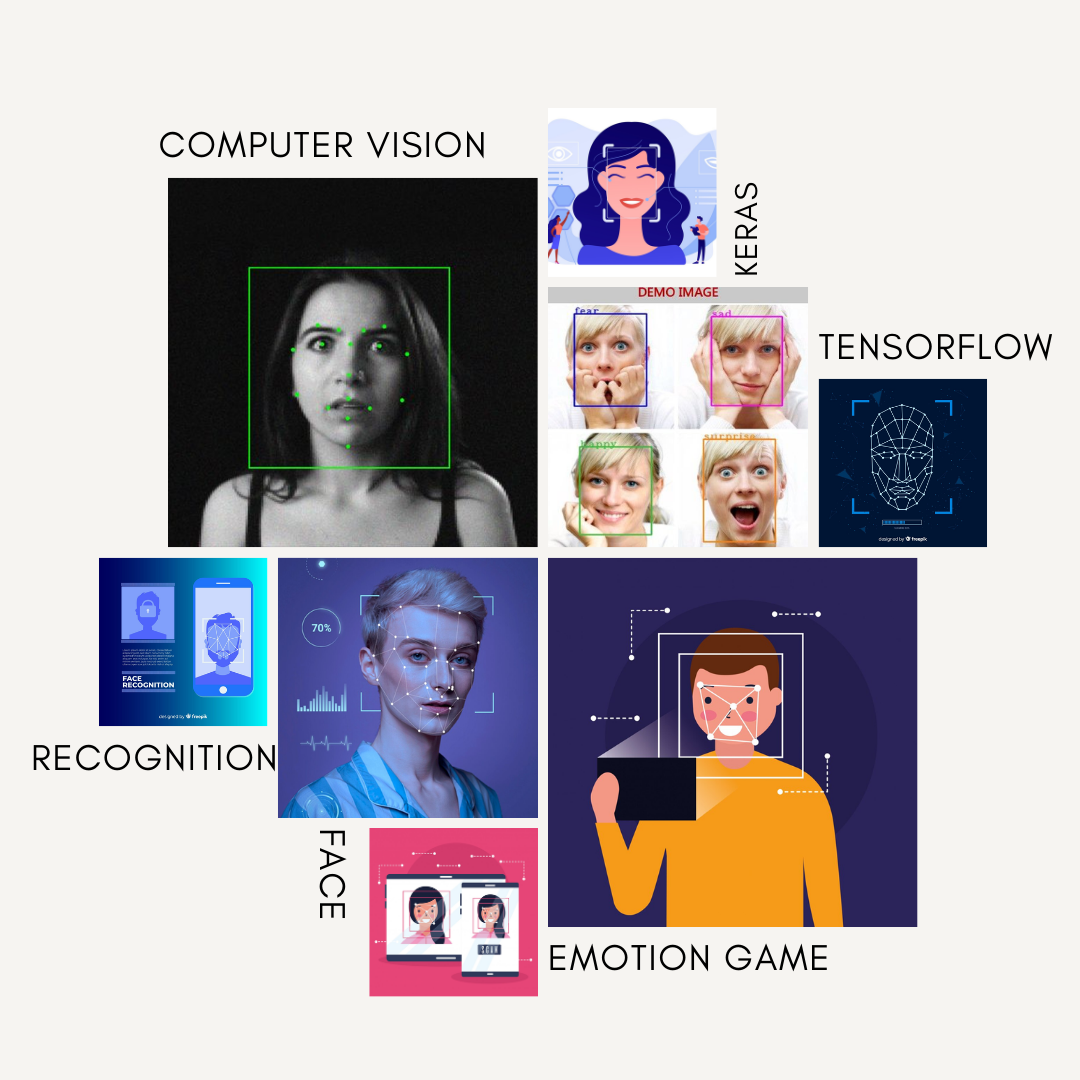 COMPUTER VISION
KERAS
DEMO IMAGE
fear
sad
happy
surprise
TENSORFLOW
designed by freepik
FACE
RECOGNITION
designed by freepik
RECOGNITION
70%
FACE
EMOTION GAME